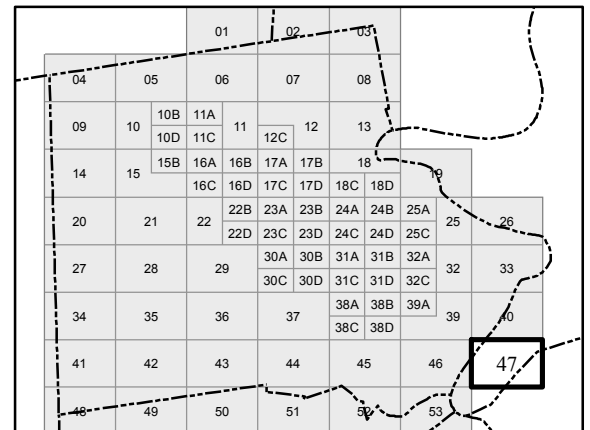 01 02 03
04 05 06 07 08
10B 11A
09 10 11 12 13
10D 11C 12C
15B 16A 16B 17A 17B 18
14 15 19
16C 16D 17C 17D 18C 18D
22B 23A 23B 24A 24B 25A
20 21 22 25 26
22D 23C 23D 24C 24D 25C
30A 30B 31A 31B 32A
27 28 29 32 33
30C 30D 31C 31D 32C
38A 38B 39A
34 35 36 37 39 40
38C 38D
41 42 43 44 45 46 47
48 49 50 51 52 53